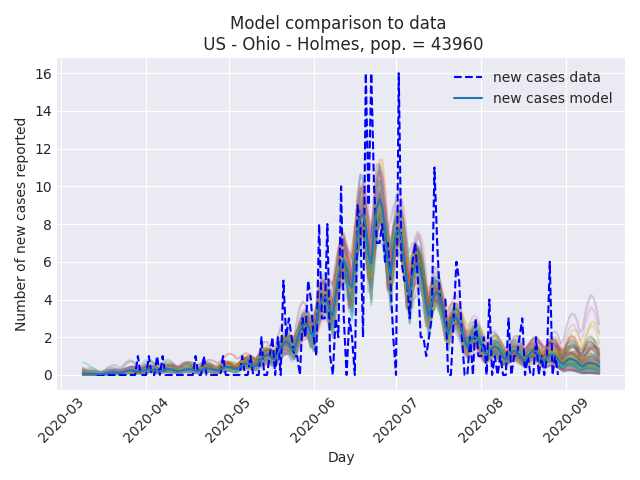 Model comparison to data
US - Ohio - Holmes, pop. = 43960
new cases data
new cases model
Number of new cases reported
16
14
12
10
8
6
4
2
0
2020-03
2020-04
2020-05
2020-06
2020-07
2020-08
2020-09
Day